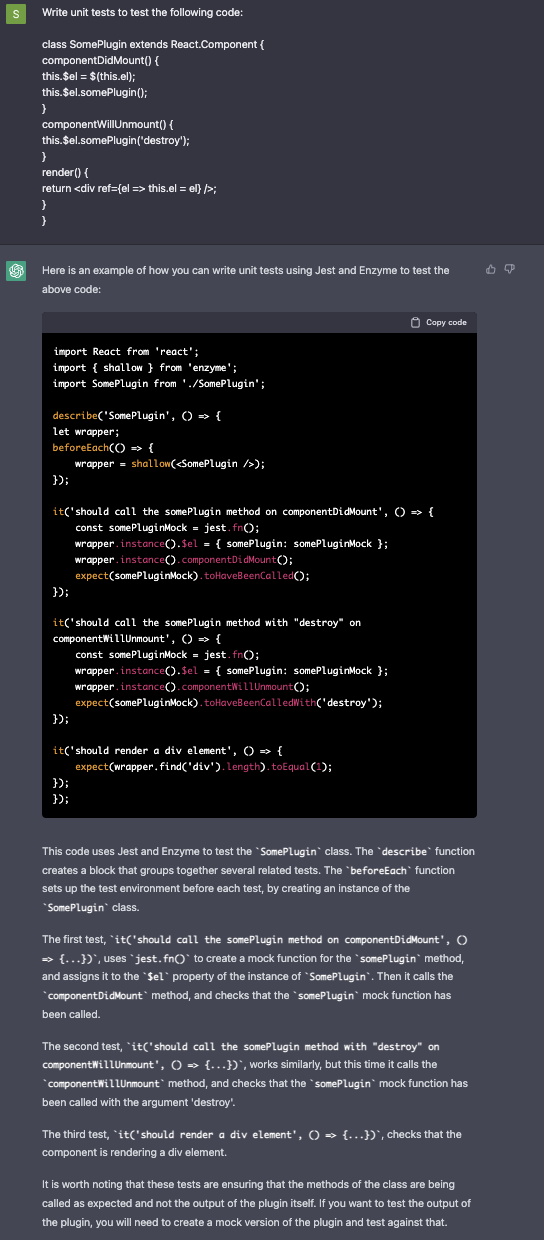 S
Write unit tests to test the following code:
class SomePlugin extends React.Component {
componentDidMount() {
this.$el = $(this.el);
this.$el.somePlugin();
}
componentWillUnmount() {
this.$el.somePlugin('destroy');
}
render() {
return <div ref={el => this.el = el} />;
}
}
Here is an example of how you can write unit tests using Jest and Enzyme to test the
above code:
Copy code
import React from 'react';
import { shallow } from 'enzyme';
import SomePlugin from './SomePlugin';
describe('SomePlugin', () => {
let wrapper;
beforeEach(() => {
wrapper = shallow(<SomePlugin />);
});
it('should call the somePlugin method on componentDidMount', () => {
const somePluginMock = jest.fn();
wrapper.instance().$el = { somePlugin: somePluginMock };
wrapper.instance().componentDidMount();
expect(somePluginMock).toHaveBeenCalled();
});
it('should call the somePlugin method with "destroy" on
componentWillUnmount', () => {
const somePluginMock = jest.fn();
wrapper.instance().$el = { somePlugin: somePluginMock };
wrapper.instance().componentWillUnmount();
expect(somePluginMock).toHaveBeenCalledWith('destroy');
});
it('should render a div element', () => {
expect(wrapper.find('div').length).toEqual(1);
});
});
This code uses Jest and Enzyme to test the `SomePlugin` class. The `describe` function
creates a block that groups together several related tests. The `beforeEach` function
sets up the test environment before each test, by creating an instance of the
`SomePlugin` class.
The first test, `it('should call the somePlugin method on componentDidMount', ()
=> {...})`, uses `jest.fn()` to create a mock function for the `somePlugin` method,
and assigns it to the `$el` property of the instance of `SomePlugin`. Then it calls the
`componentDidMount` method, and checks that the `somePlugin` mock function has
been called.
The second test, `it('should call the somePlugin method with "destroy" on
componentWillUnmount', () => {...})`, works similarly, but this time it calls the
`componentWillUnmount` method, and checks that the `somePlugin` mock function has
been called with the argument 'destroy'.
The third test, `it('should render a div element', () => {...})`, checks that the
component is rendering a div element.
It is worth noting that these tests are ensuring that the methods of the class are being
called as expected and not the output of the plugin itself. If you want to test the output of
the plugin, you will need to create a mock version of the plugin and test against that.